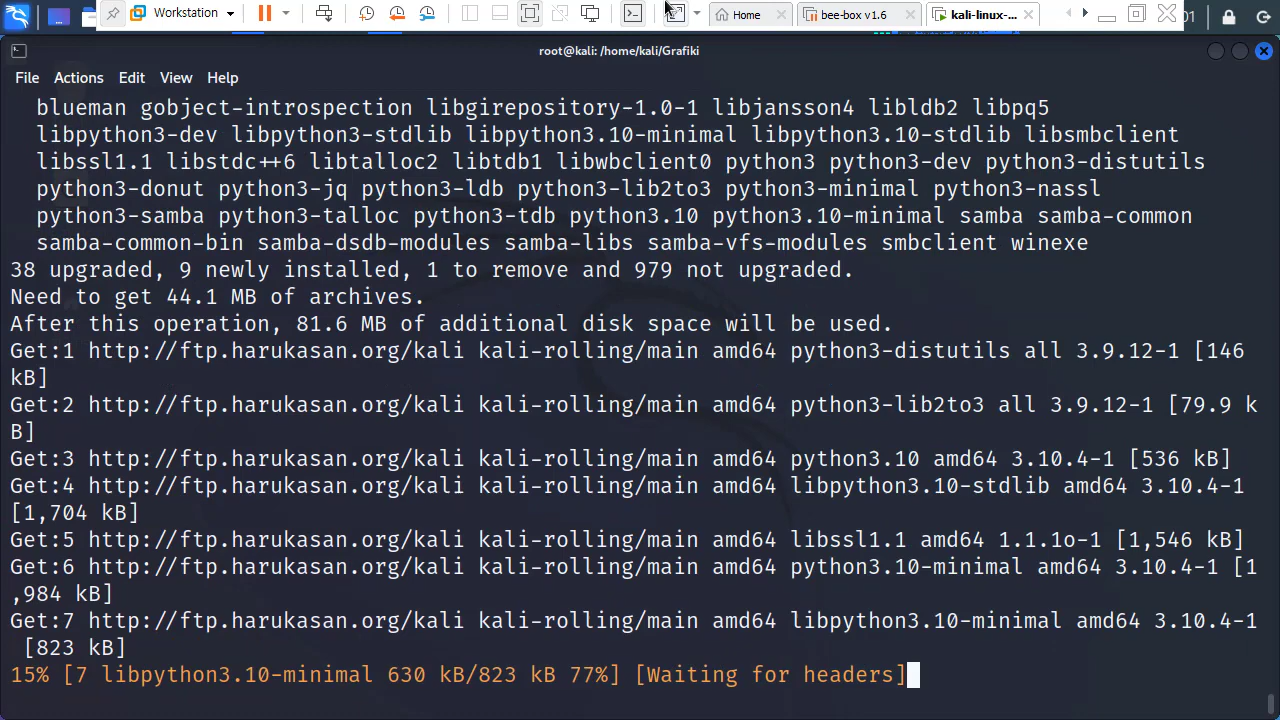 Workstation
Home
bee-box v1.6
kali-linux-...
01
root@kali: /home/kali/Grafiki
File Actions Edit View Help
blueman gobject-introspection libgirepository-1.0-1 libjansson4 libldb2 libpq5
libpython3-dev libpython3-stdlib libpython3.10-minimal libpython3.10-stdlib libsmbclient
libssl1.1 libstdc++6 libtalloc2 libtdb1 libwbclient0 python3 python3-dev python3-distutils
python3-donut python3-jq python3-ldb python3-lib2to3 python3-minimal python3-nassl
python3-samba python3-talloc python3-tdb python3.10 python3.10-minimal samba samba-common
samba-common-bin samba-dsdb-modules samba-libs samba-vfs-modules smbclient winexe
38 upgraded, 9 newly installed, 1 to remove and 979 not upgraded.
Need to get 44.1 MB of archives.
After this operation, 81.6 MB of additional disk space will be used.
Get:1 http://ftp.harukasan.org/kali kali-rolling/main amd64 python3-distutils all 3.9.12-1 [146
kB]
Get:2 http://ftp.harukasan.org/kali kali-rolling/main amd64 python3-lib2to3 all 3.9.12-1 [79.9 k
B]
Get:3 http://ftp.harukasan.org/kali kali-rolling/main amd64 python3.10 amd64 3.10.4-1 [536 kB]
Get:4 http://ftp.harukasan.org/kali kali-rolling/main amd64 libpython3.10-stdlib amd64 3.10.4-1
[1,704 kB]
Get:5 http://ftp.harukasan.org/kali kali-rolling/main amd64 libssl1.1 amd64 1.1.1o-1 [1,546 kB]
Get:6 http://ftp.harukasan.org/kali kali-rolling/main amd64 python3.10-minimal amd64 3.10.4-1 [1
,984 kB]
Get:7 http://ftp.harukasan.org/kali kali-rolling/main amd64 libpython3.10-minimal amd64 3.10.4-1
[823 kB]
15% [7 libpython3.10-minimal 630 kB/823 kB 77%] [Waiting for headers]